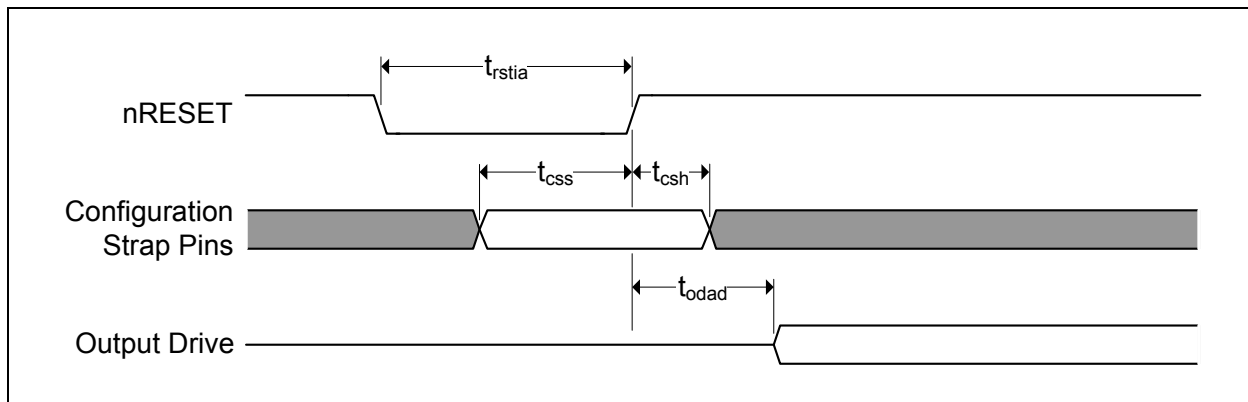 t_rstia
nRESET
t_css
t_csh
Configuration
Strap Pins
t_odad
Output Drive